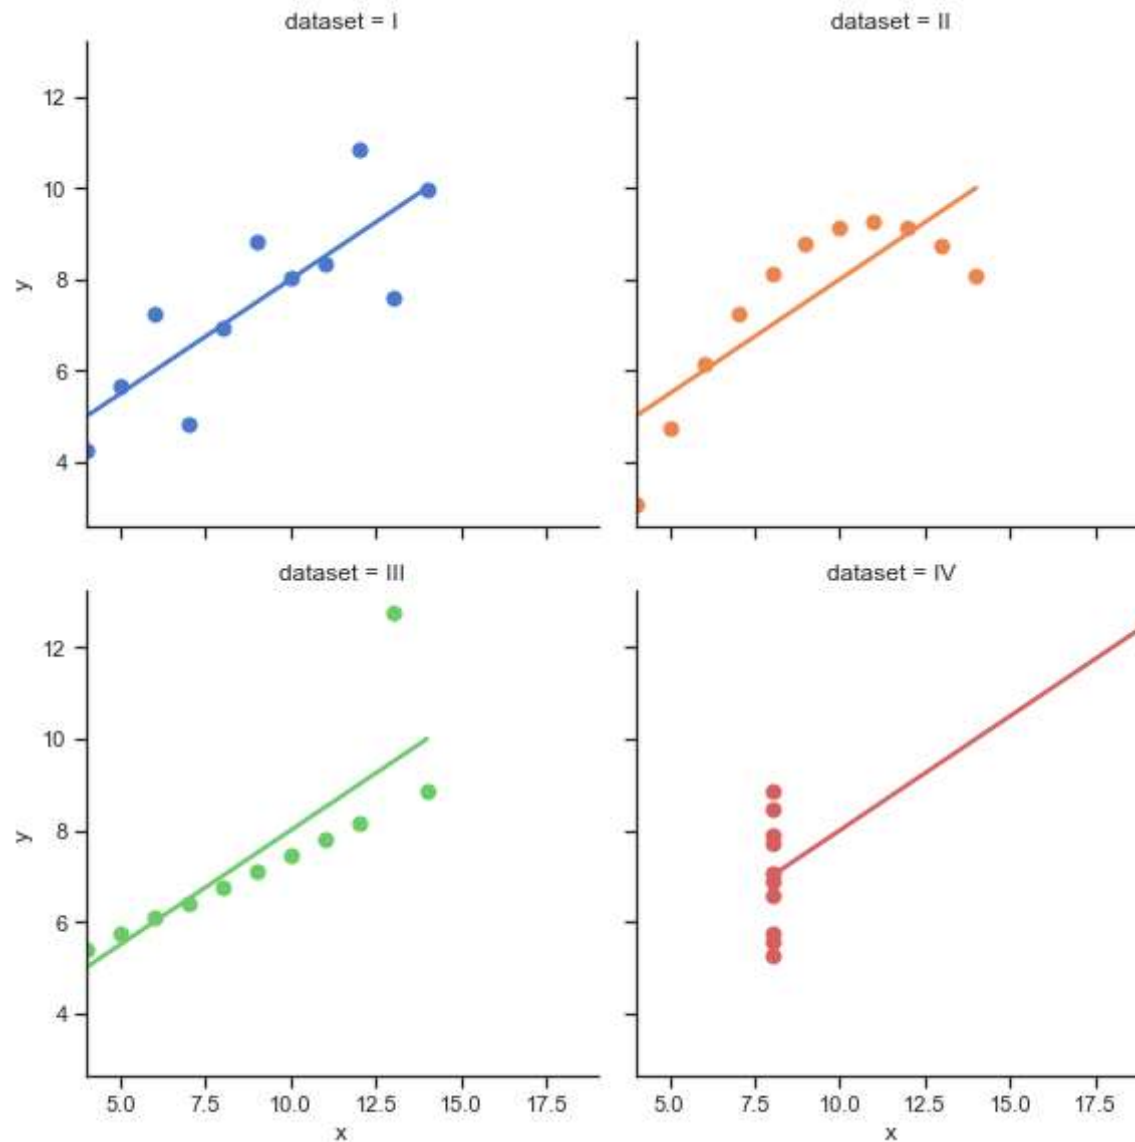 dataset = I
dataset = II
12
10
8
6
4
y
dataset = III
dataset = IV
12
10
8
6
4
y
5.0 7.5 10.0 12.5 15.0 17.5
5.0 7.5 10.0 12.5 15.0 17.5
x
x